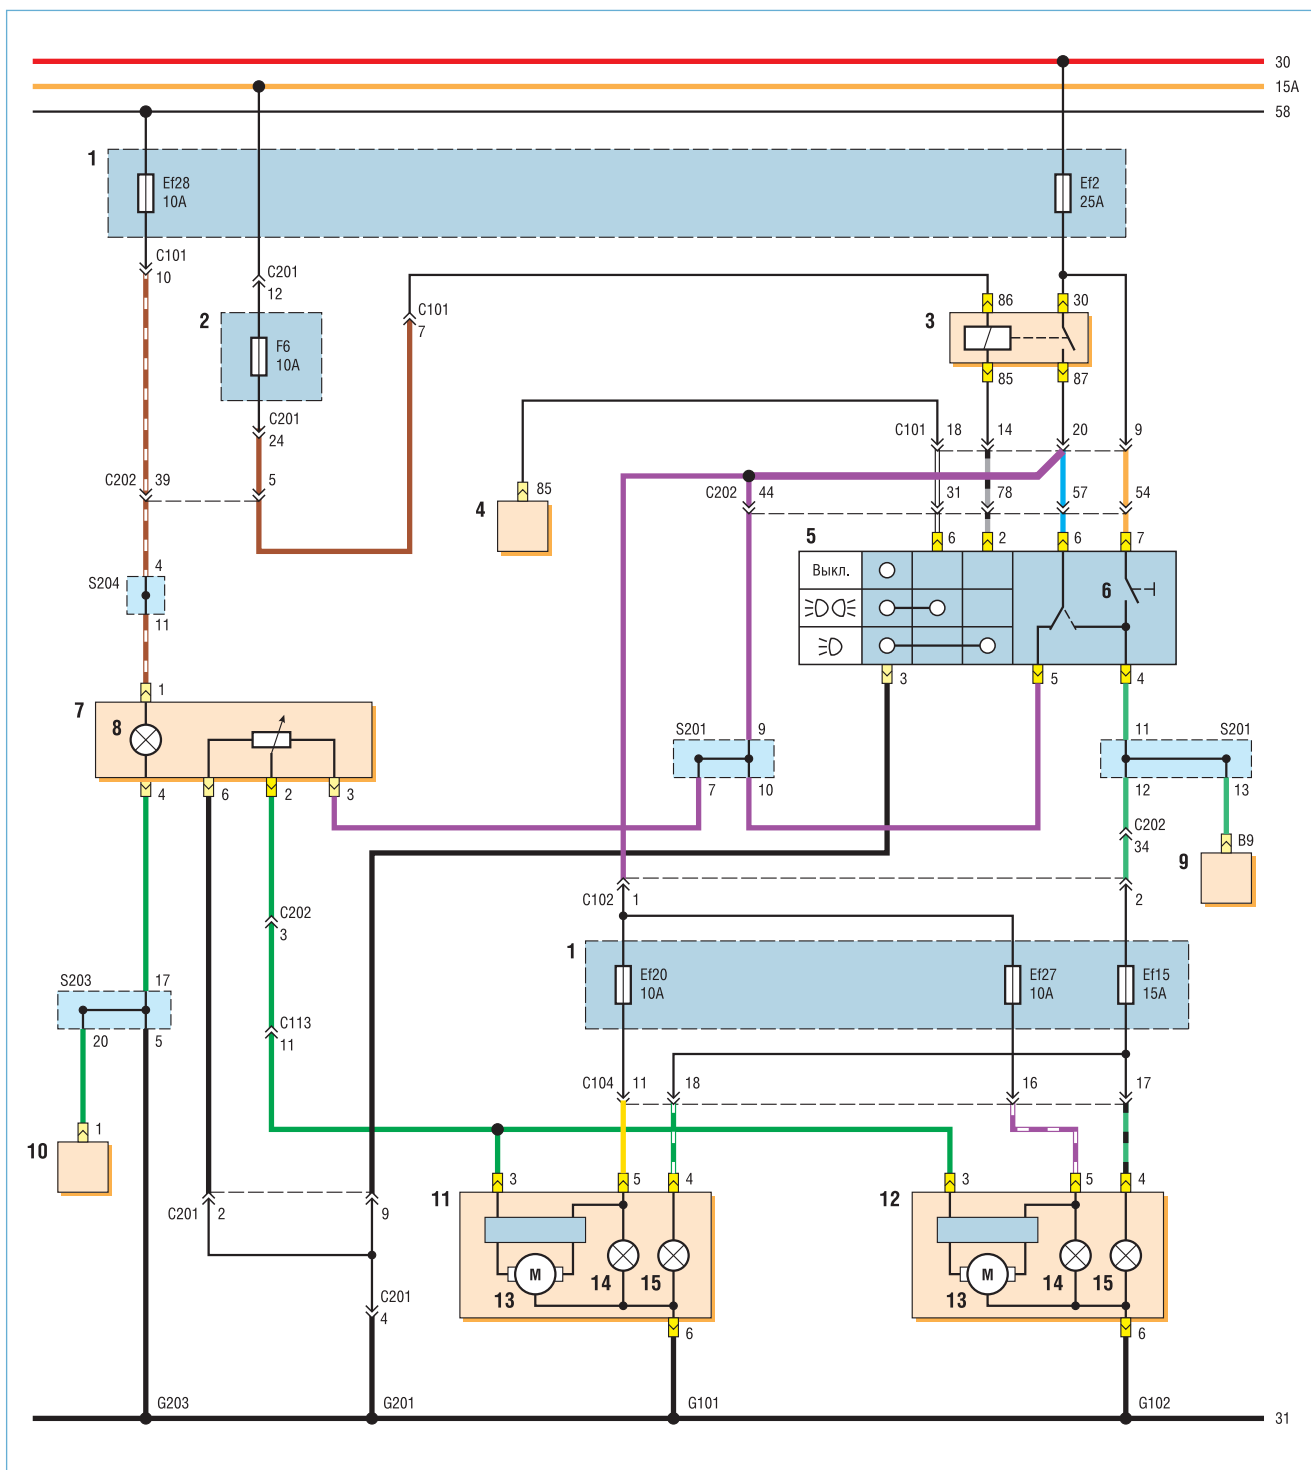 30
15A
58
1
Ef28
10A
Ef2
25A
C101
10
C201
12
2
F6
10A
C101
7
86
30
3
85
87
C201
24
C101
18
14
20
9
C202
39
5
4
85
C202
44
31
78
57
54
5
6
2
6
7
Выкл.
6
S204
4
11
3
5
4
1
7
8
S201
9
11
S201
4
6
2
3
7
10
12
13
C202
34
9
B9
C102
1
2
C202
3
1
Ef20
10A
Ef27
10A
Ef15
15A
S203
17
20
5
C113
11
C104
11
18
16
17
10
1
11
3
5
4
12
3
5
4
C201
2
9
13
M
14
15
13
M
14
15
C201
4
6
6
G203
G201
G101
G102
31